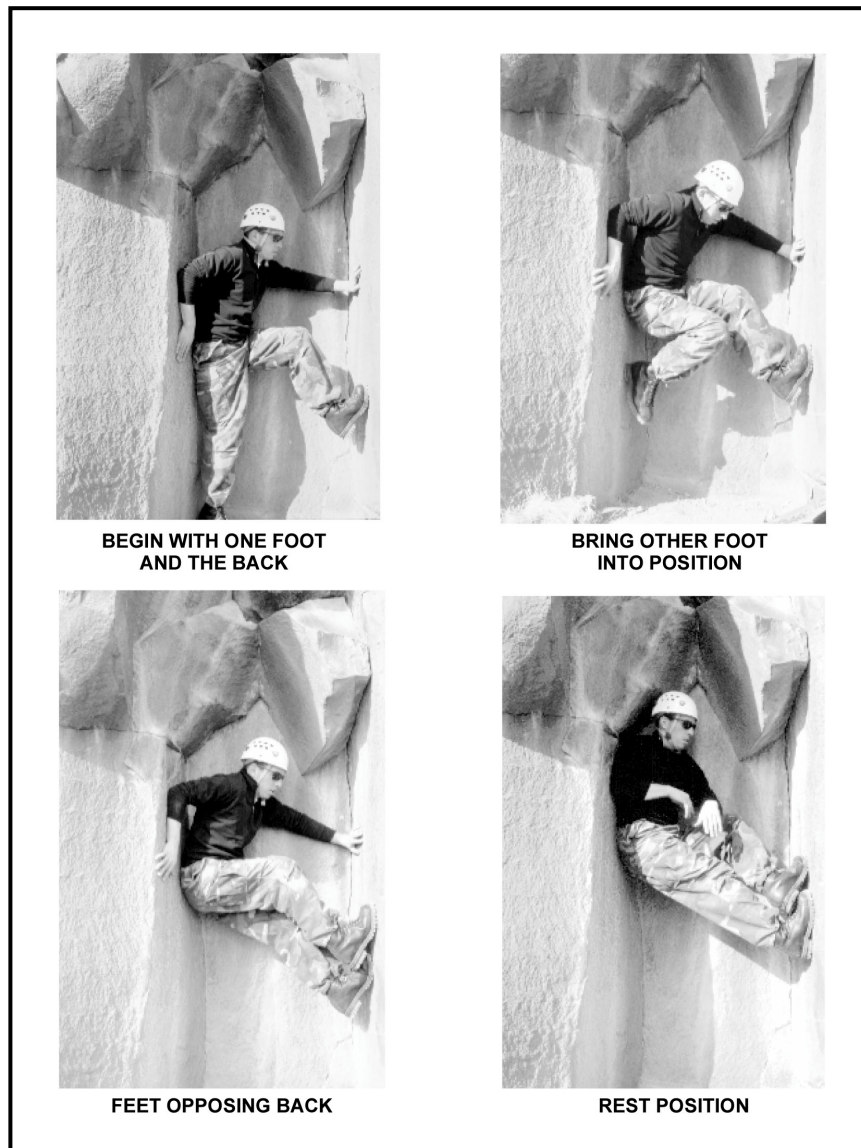 BEGIN WITH ONE FOOT
AND THE BACK
BRING OTHER FOOT
INTO POSITION
FEET OPPOSING BACK
REST POSITION